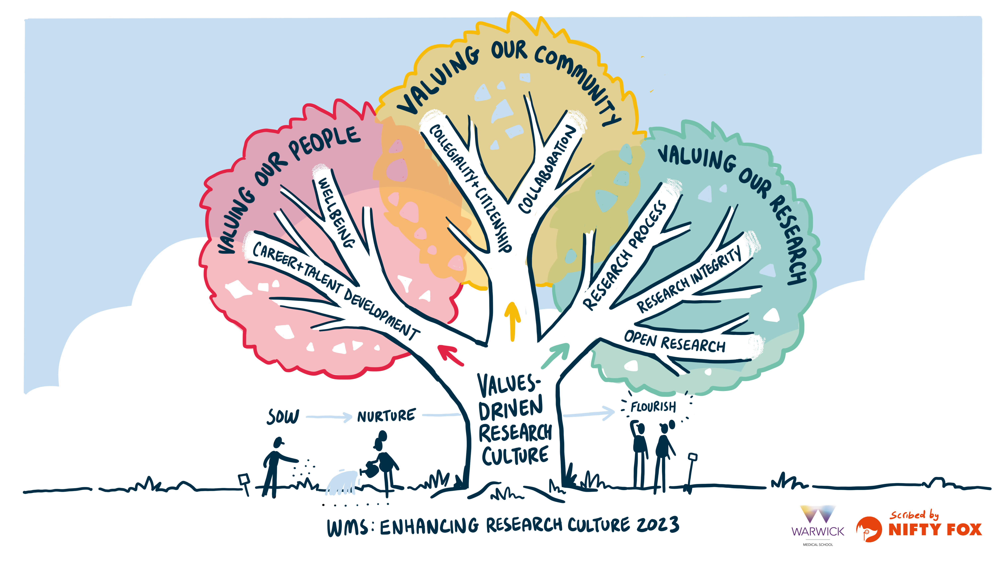 VALUING OUR COMMUNITY
VALUING OUR PEOPLE
VALUING OUR RESEARCH
COLLEGIALITY + CITIZENSHIP
COLLABORATION
WELLBEING
CAREER + TALENT DEVELOPMENT
RESEARCH PROCESS
RESEARCH INTEGRITY
OPEN RESEARCH
VALUES-
DRIVEN
RESEARCH
CULTURE
SOW
NURTURE
FLOURISH
WMS: ENHANCING RESEARCH CULTURE 2023
WARWICK
MEDICAL SCHOOL
Scribed by
NIFTY FOX